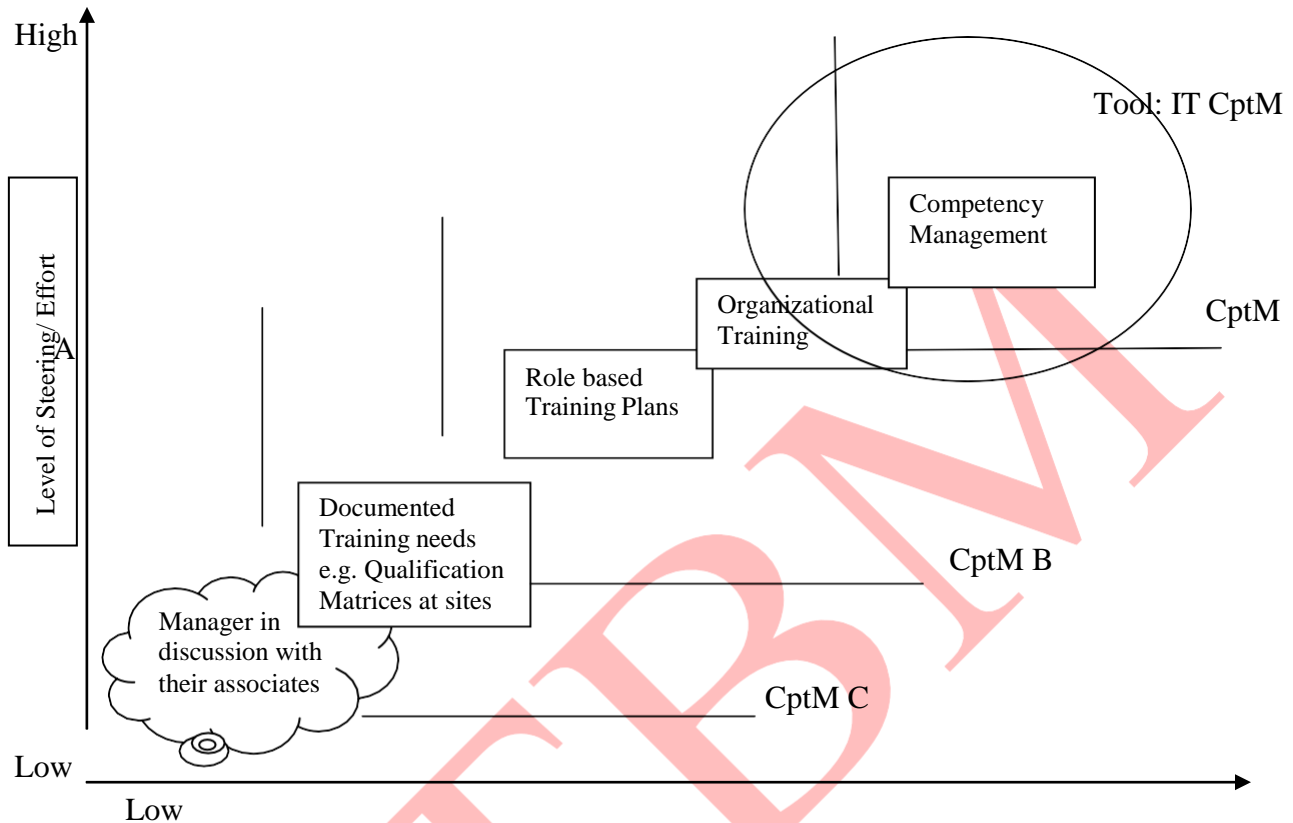 High
Tool: IT CptM
Competency
Management
CptM
Organizational
Training
Level of Steering/ Effort
A
Role based
Training Plans
Documented
Training needs
e.g. Qualification
Matrices at sites
CptM B
Manager in
discussion with
their associates
CptM C
Low
Low
TBM